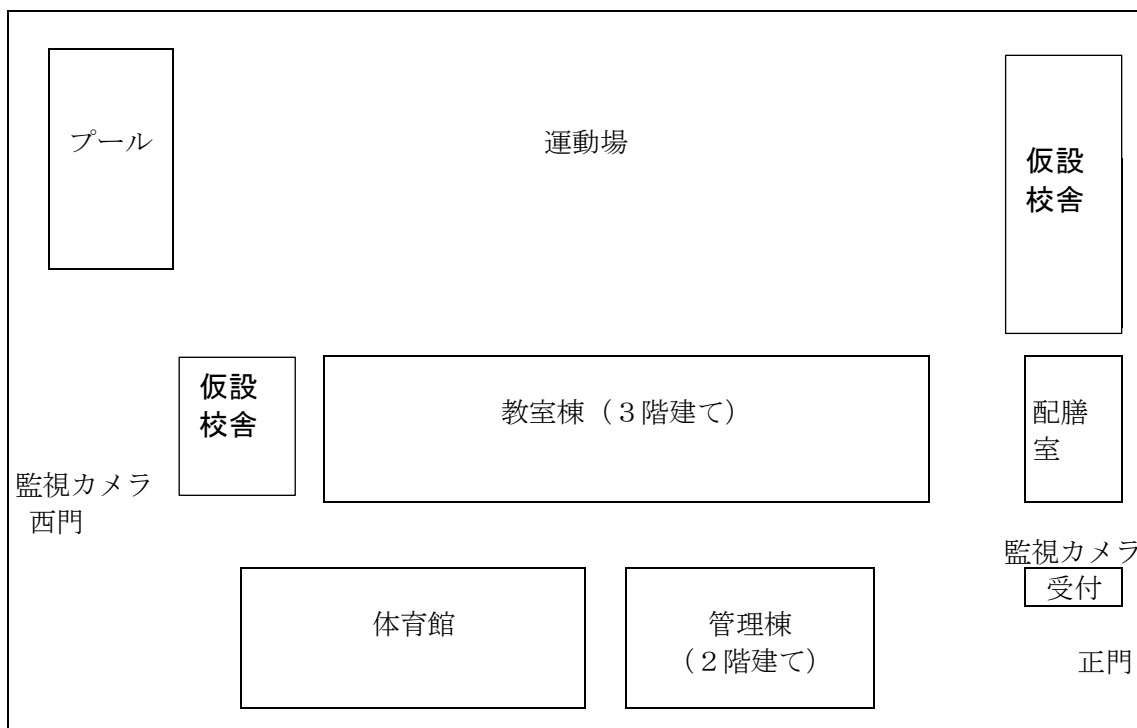 プール
運動場
仮設
校舎
仮設
校舎
教室棟(3階建て)
配膳
室
監視カメラ
西門
監視カメラ
受付
体育館
管理棟
(2階建て)
正門